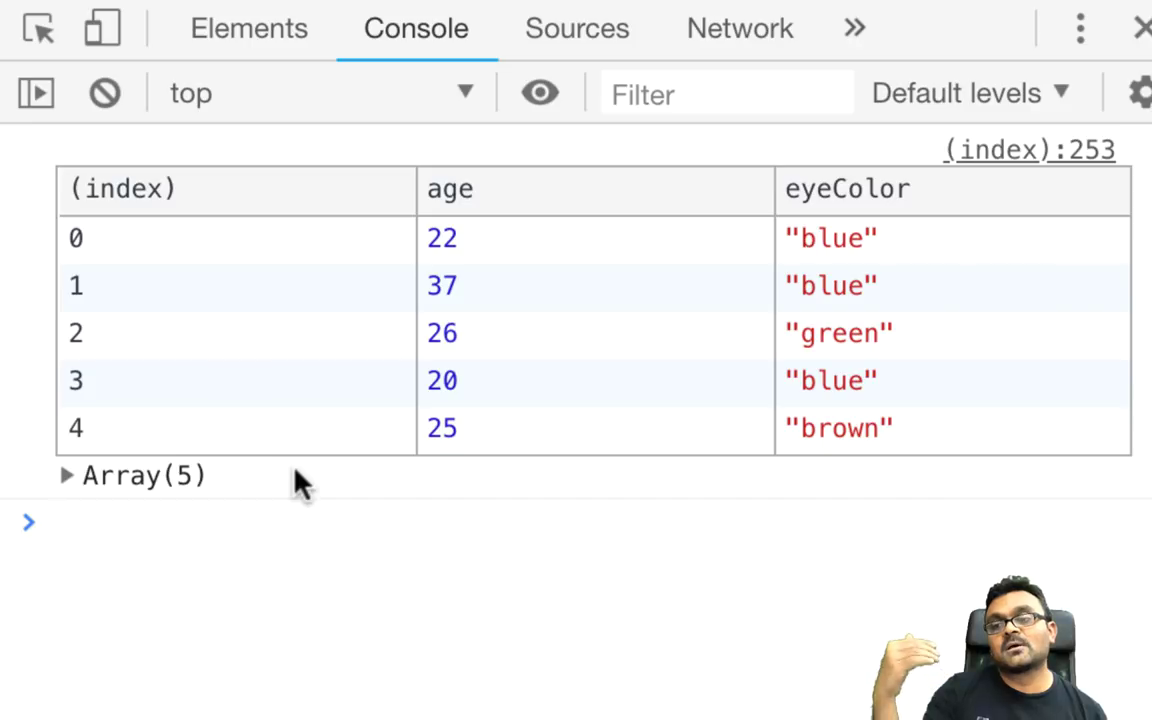 Elements Console Sources Network »
top Filter Default levels
(index):253
(index) age eyeColor
0 22 "blue"
1 37 "blue"
2 26 "green"
3 20 "blue"
4 25 "brown"
Array(5)